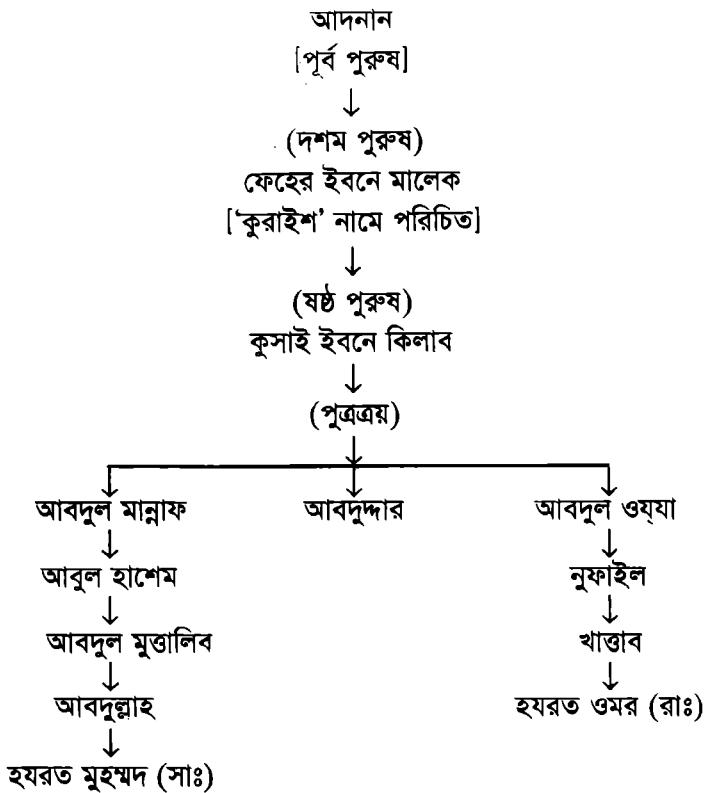 আদনান
[পূর্ব পুরুষ]
(দশম পুরুষ)
ফেহের ইবনে মালেক
['কুরাইশ' নামে পরিচিত]
(ষষ্ঠ পুরুষ)
কুসাই ইবনে কিলাব
(পুত্রত্রয়)
আবদুল মান্নাফ আবদুদ্দার আবদুল ওয্‌যা
আবুল হাশেম নুফাইল
আবদুল মুত্তালিব খাত্তাব
আবদুল্লাহ হযরত ওমর (রাঃ)
হযরত মুহম্মদ (সাঃ)